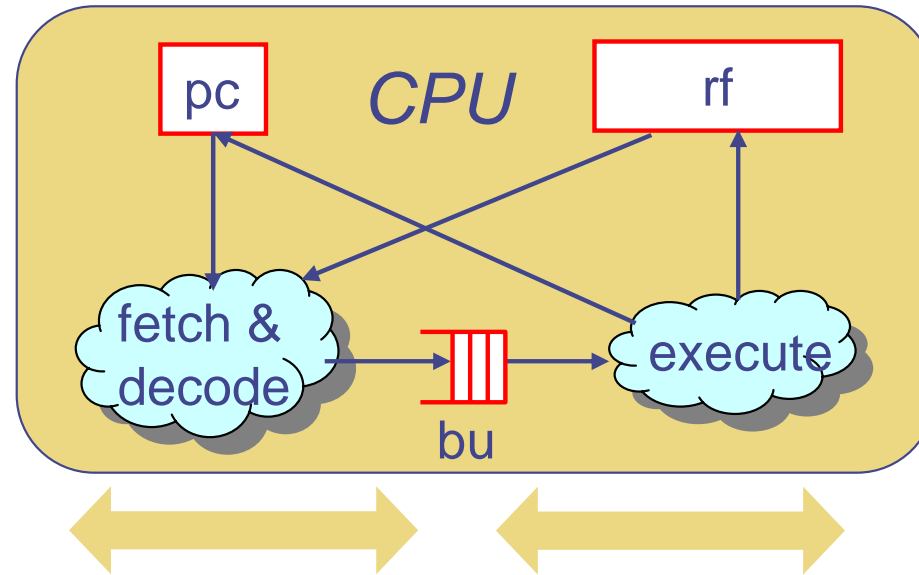 pc
CPU
rf
fetch &
decode
execute
bu